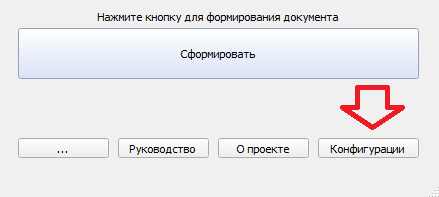 Нажмите кнопку для формирования документа
Сформировать
... Руководство О проекте Конфигурации